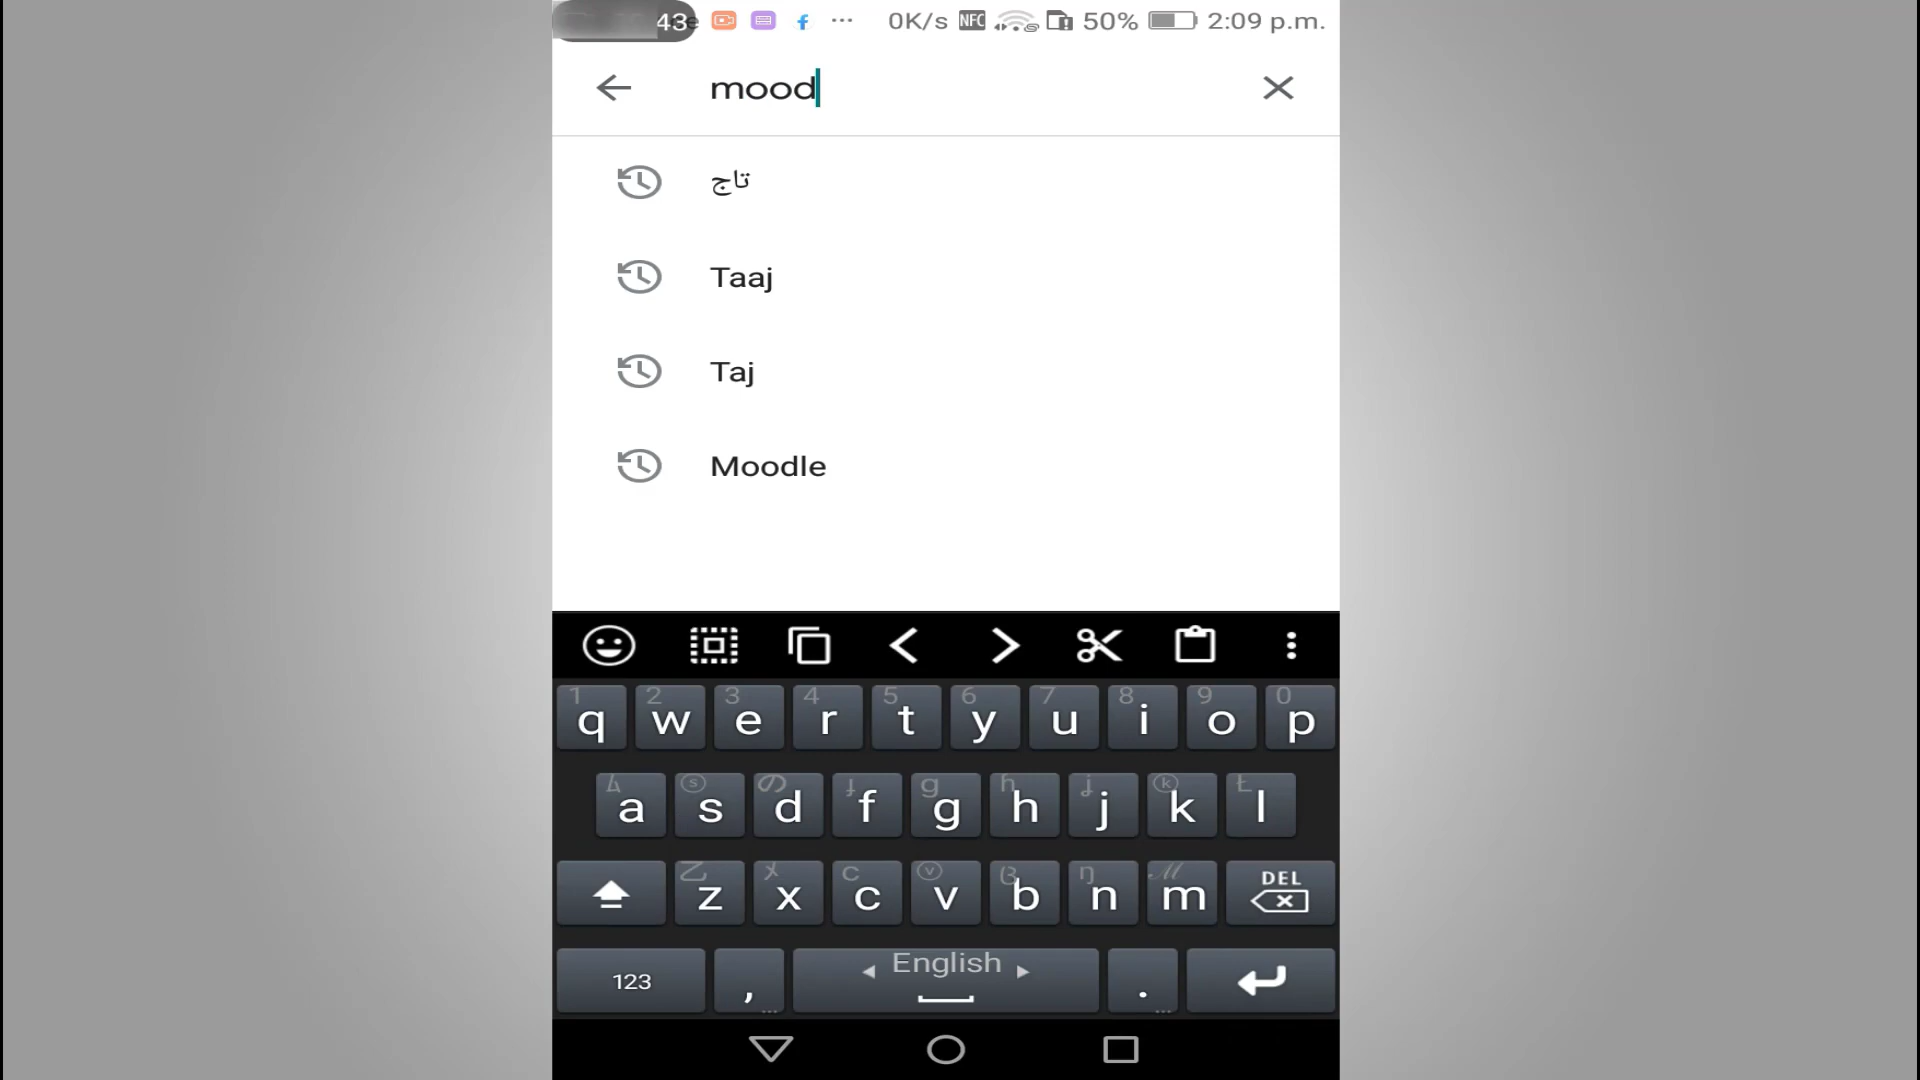 43 0K/s NFC 50% 2:09 p.m.
mood
تاج
Taaj
Taj
Moodle
1 2 3 4 5 6 7 8 9 0
q w e r t y u i o p
a s d f g h j k l
z x c v b n m DEL
123 , English .